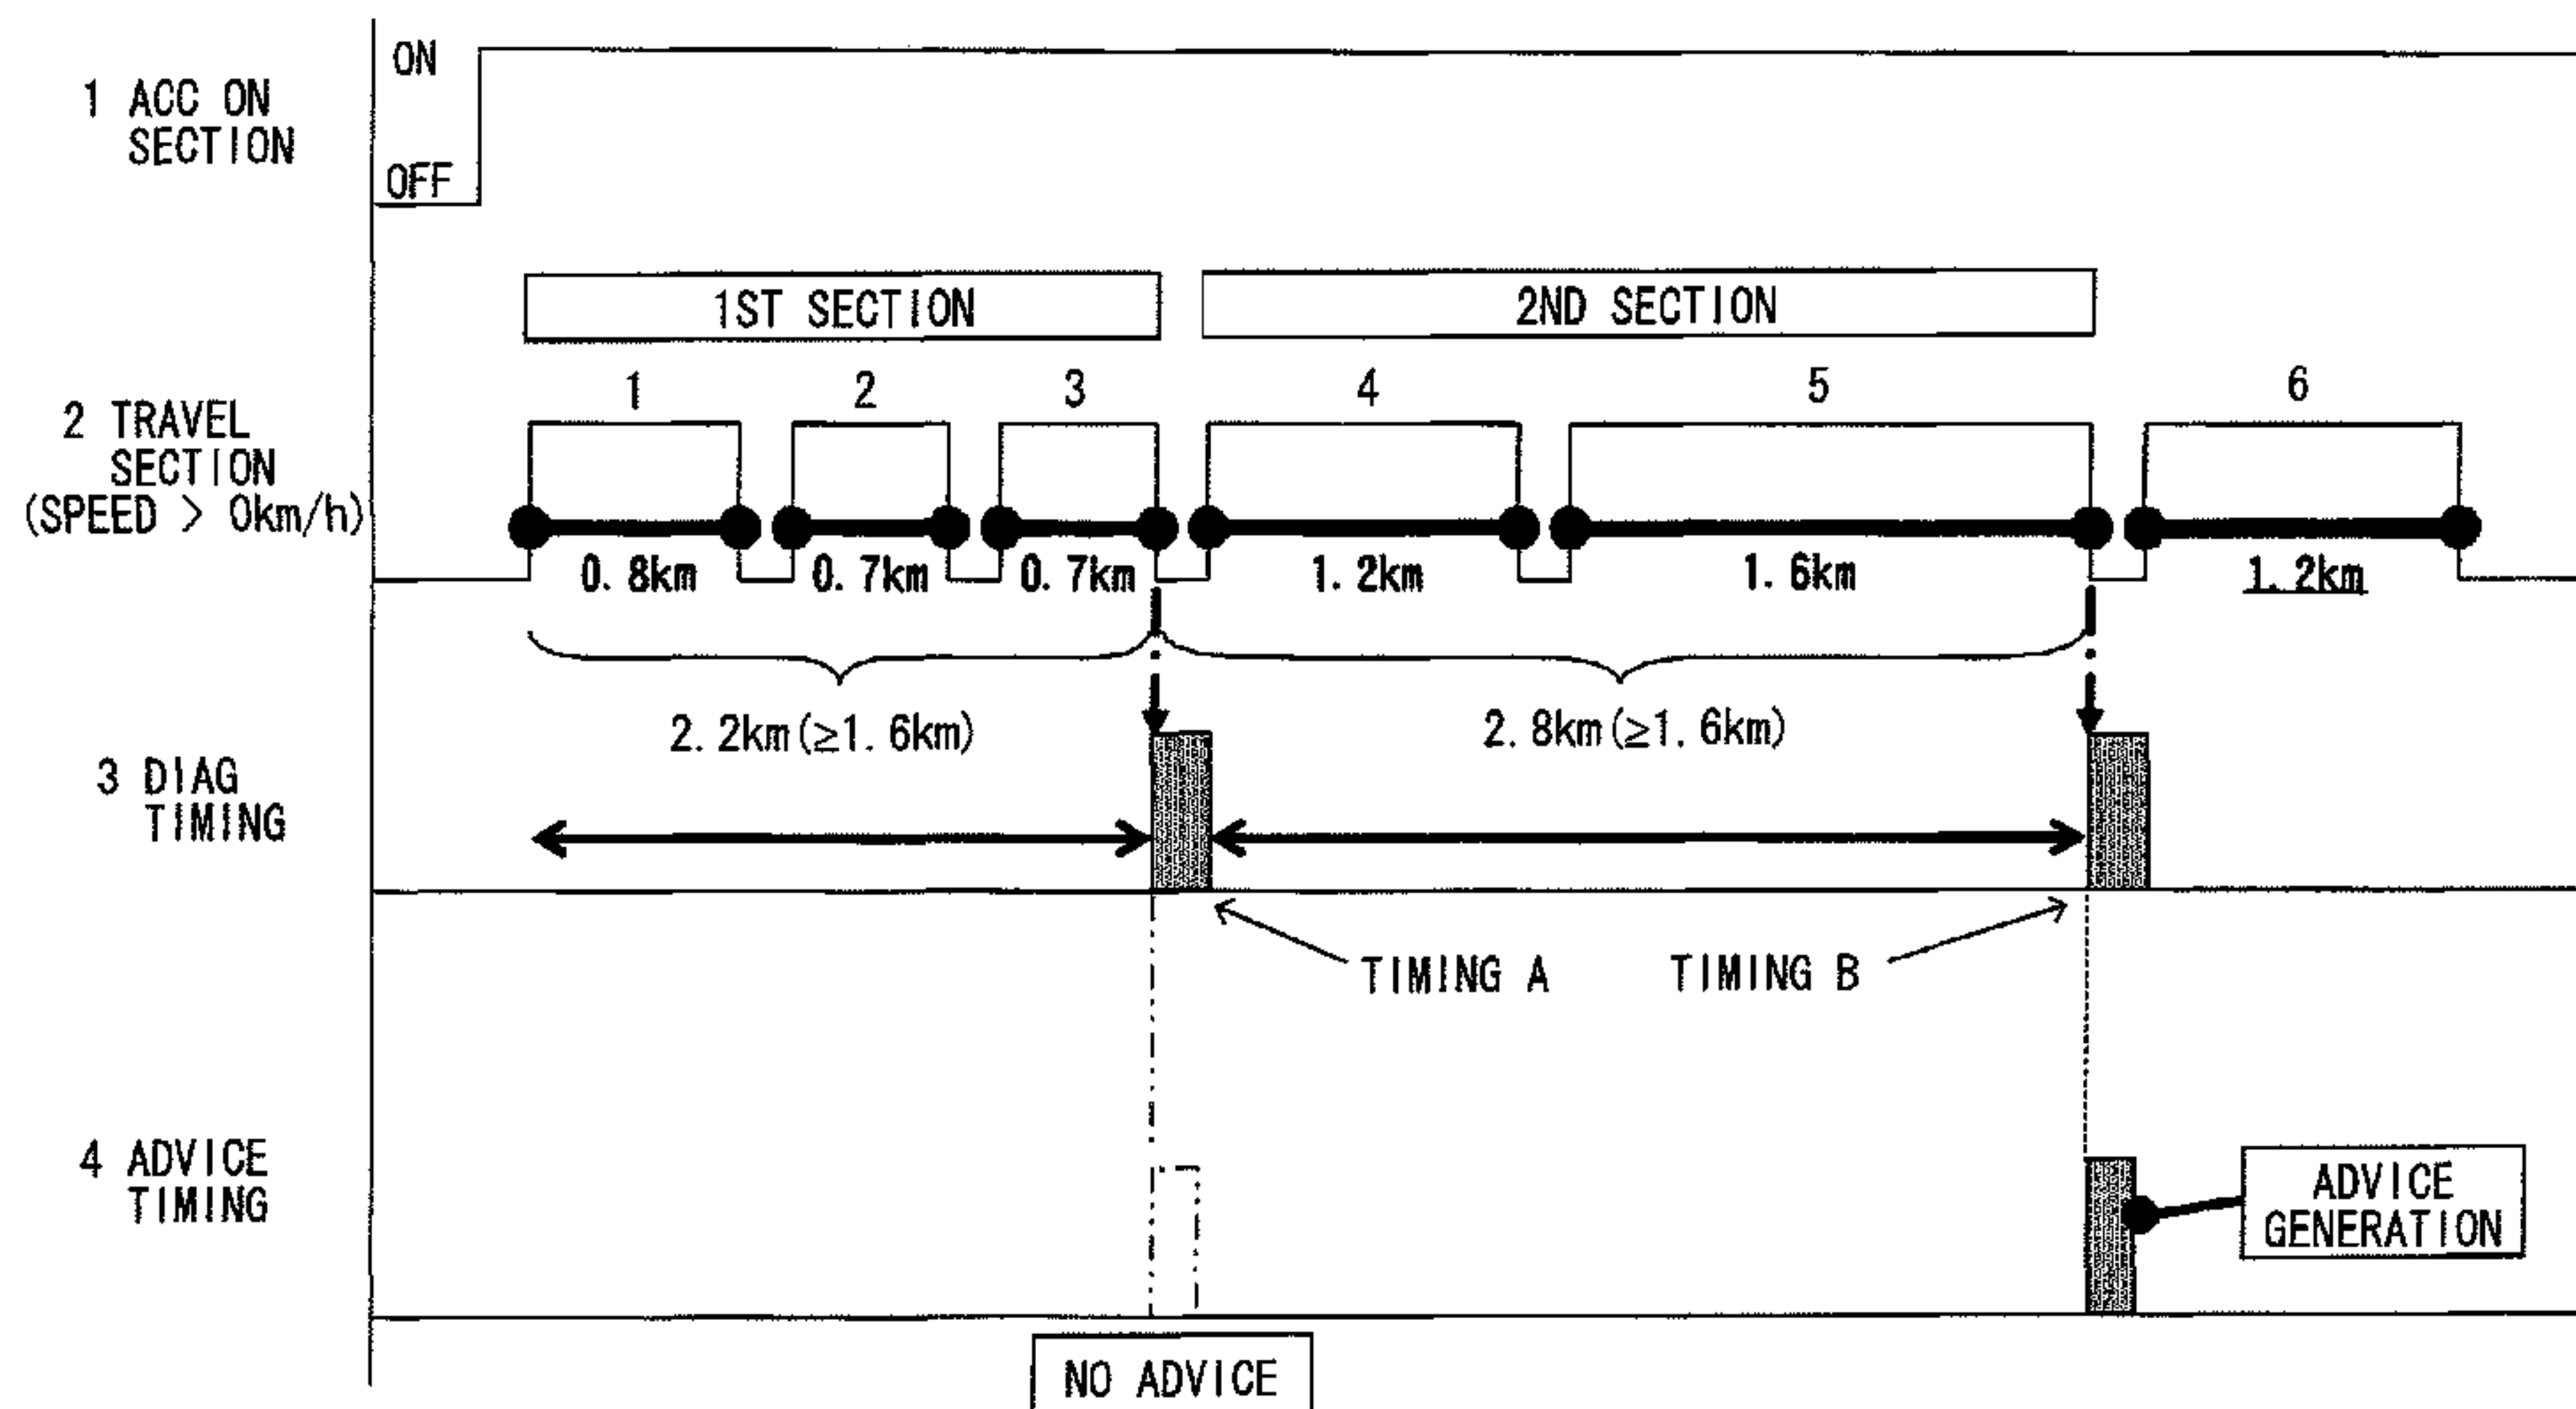 ON
1 ACC ON
SECTION
OFF
1ST SECTION
2ND SECTION
1
2
3
4
5
6
2 TRAVEL
SECTION
(SPEED > 0km/h)
0.8km
0.7km
0.7km
1.2km
1.6km
1.2km
2.2km(≥1.6km)
2.8km(≥1.6km)
3 DIAG
TIMING
TIMING A
TIMING B
4 ADVICE
TIMING
ADVICE
GENERATION
NO ADVICE